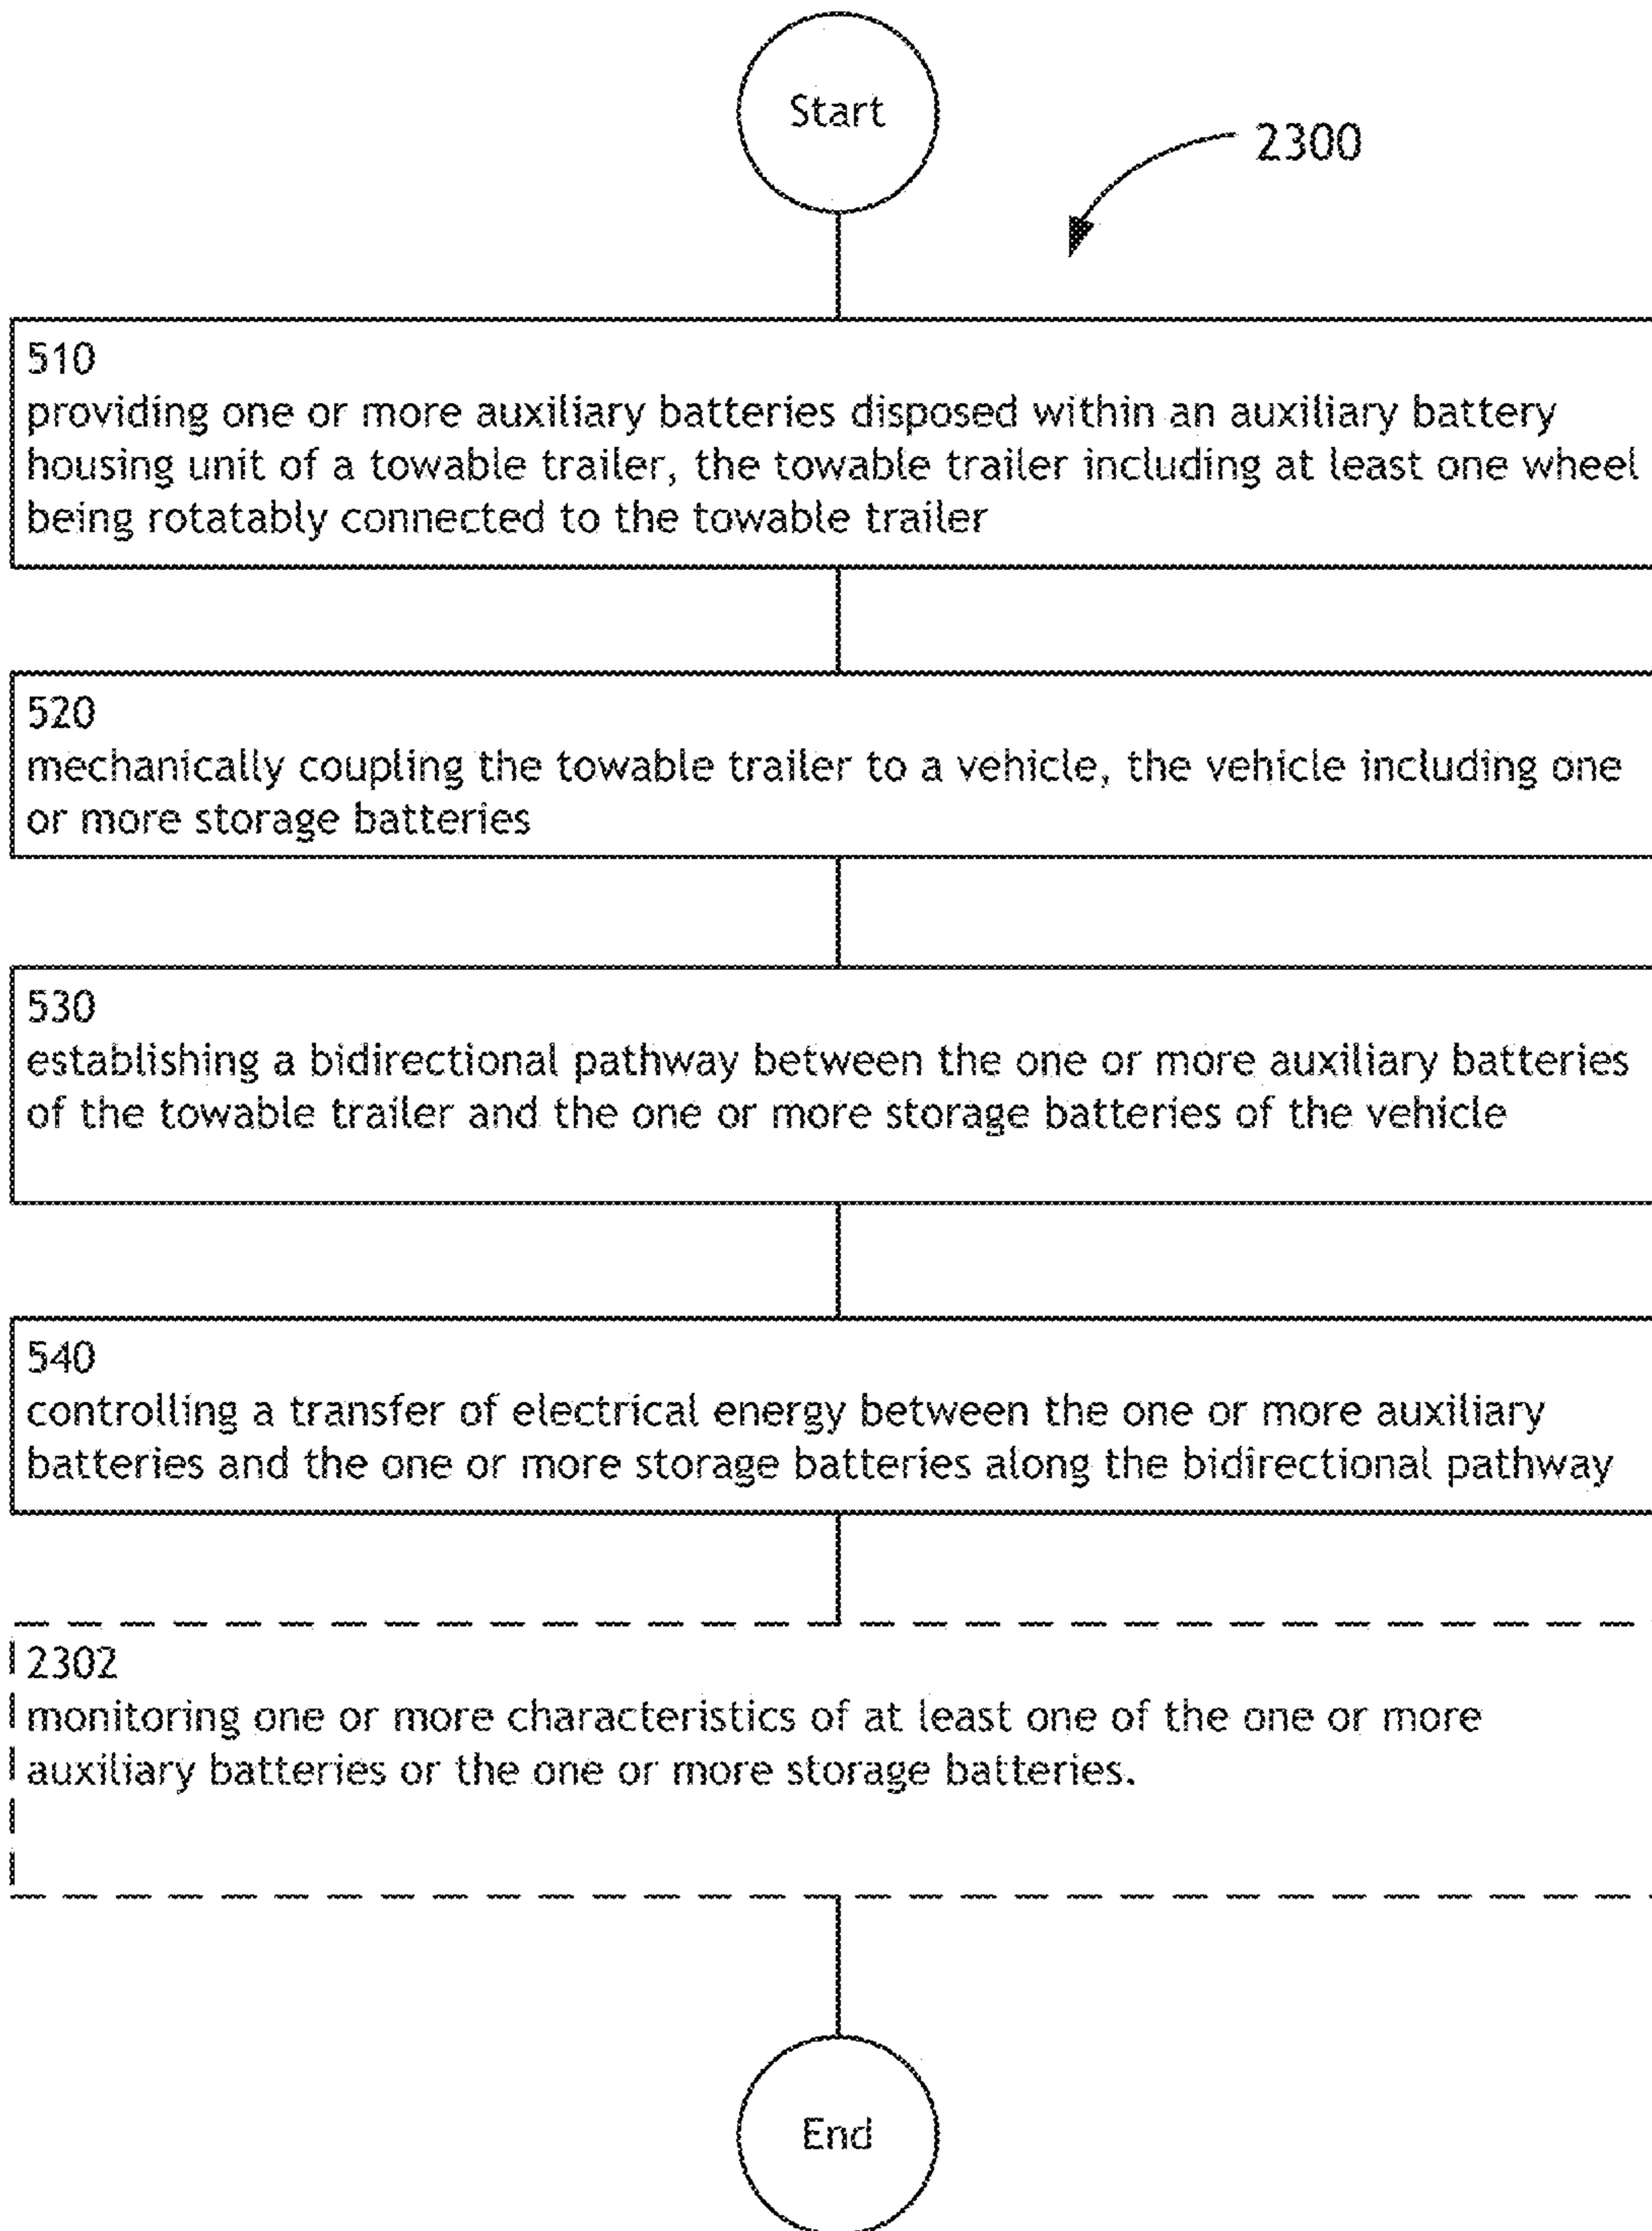 Start
2300
510
providing one or more auxiliary batteries disposed within an auxiliary battery
housing unit of a towable trailer, the towable trailer including at least one wheel
being rotatably connected to the towable trailer
520
mechanically coupling the towable trailer to a vehicle, the vehicle including one
or more storage batteries
530
establishing a bidirectional pathway between the one or more auxiliary batteries
of the towable trailer and the one or more storage batteries of the vehicle
540
controlling a transfer of electrical energy between the one or more auxiliary
batteries and the one or more storage batteries along the bidirectional pathway
2302
monitoring one or more characteristics of at least one of the one or more
auxiliary batteries or the one or more storage batteries.
End